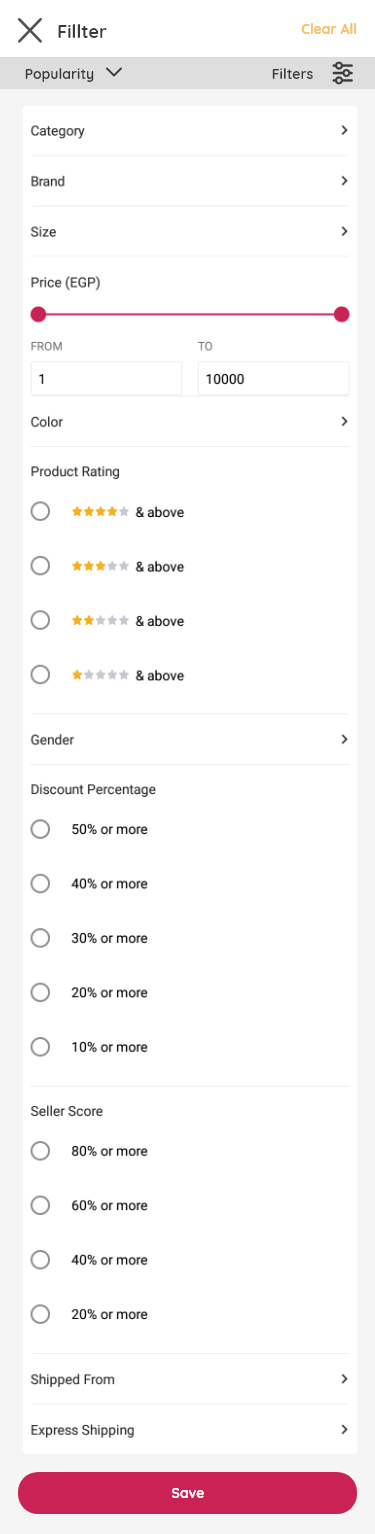 Fillter
Clear All
Popularity
Filters
Category
Brand
Size
Price (EGP)
FROM
TO
1
10000
Color
Product Rating
& above
& above
& above
& above
Gender
Discount Percentage
50% or more
40% or more
30% or more
20% or more
10% or more
Seller Score
80% or more
60% or more
40% or more
20% or more
Shipped From
Express Shipping
Save